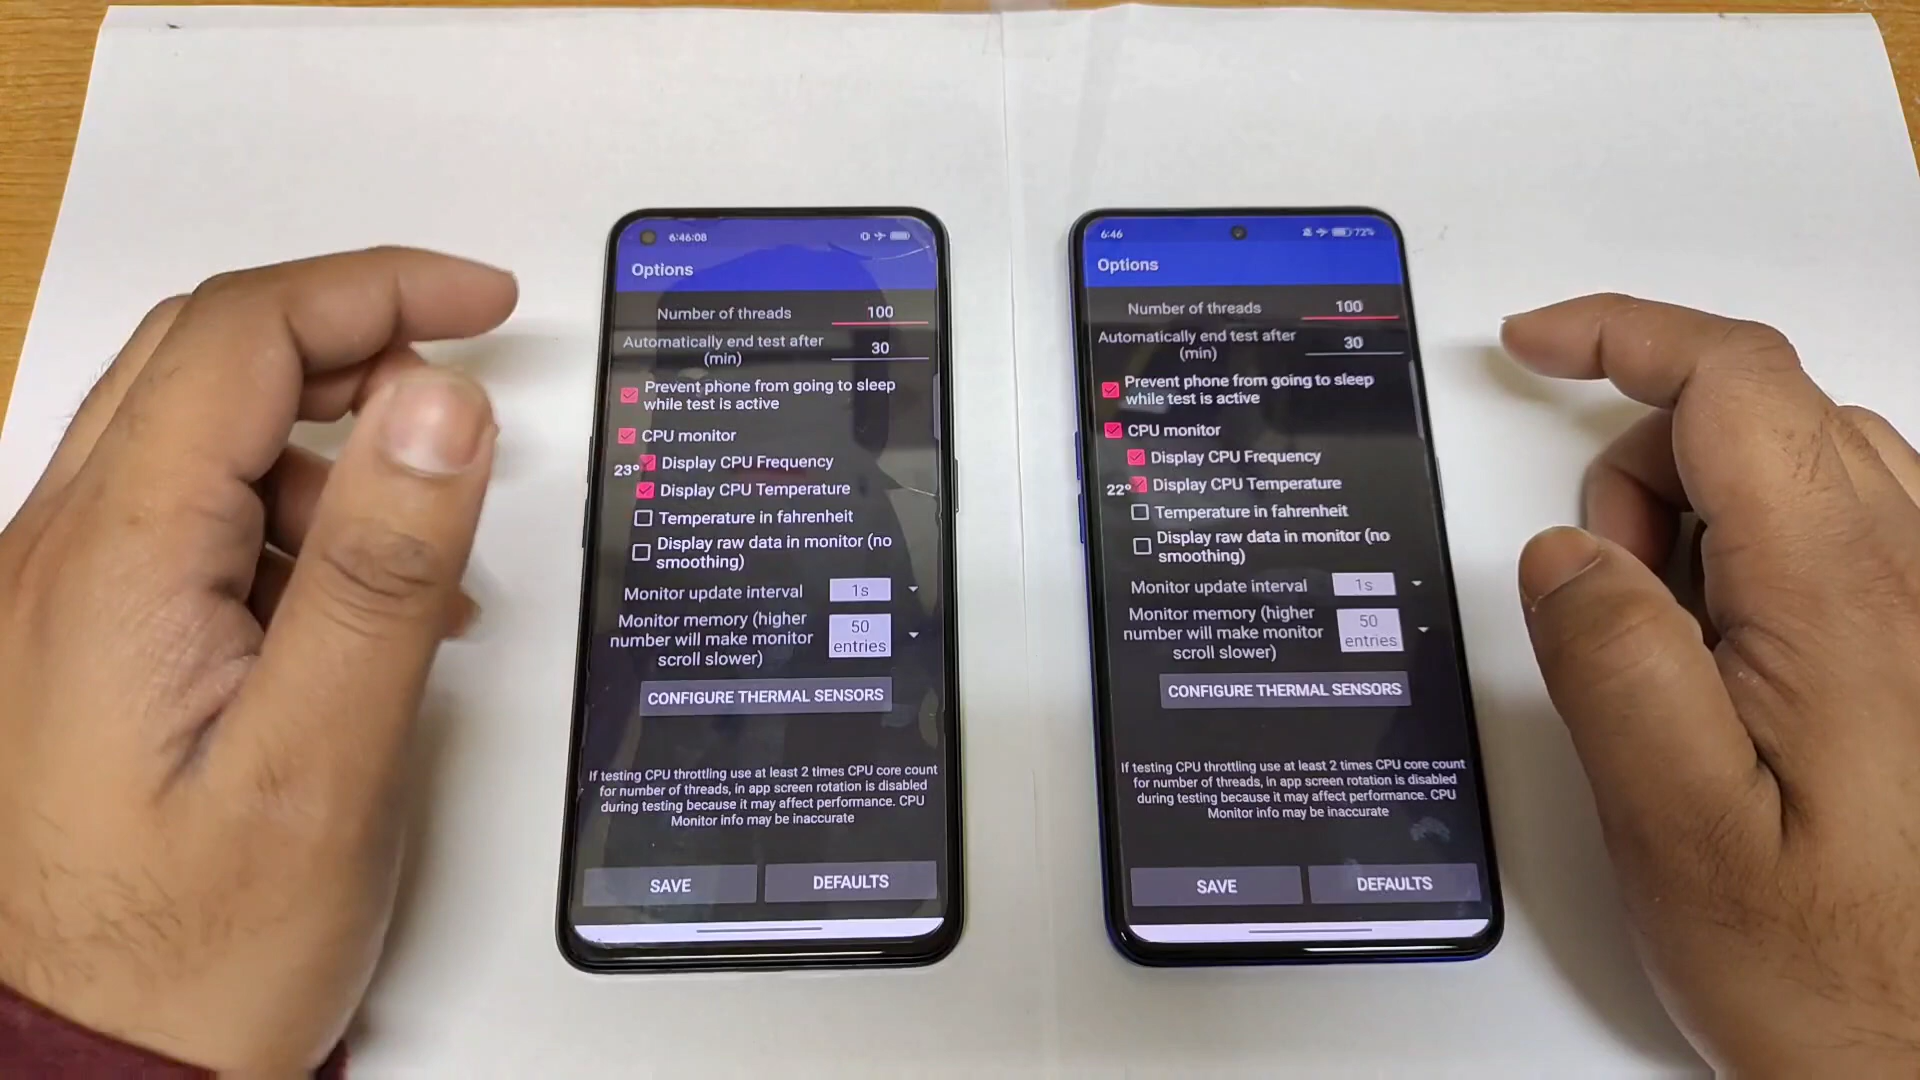 6:46:08
Options
Number of threads 100
Automatically end test after
(min) 30
Prevent phone from going to sleep
while test is active
CPU monitor
23° Display CPU Frequency
Display CPU Temperature
Temperature in fahrenheit
Display raw data in monitor (no
smoothing)
Monitor update interval 1s
Monitor memory (higher
number will make monitor
scroll slower)
50
entries
CONFIGURE THERMAL SENSORS
If testing CPU throttling use at least 2 times CPU core count
for number of threads, in app screen rotation is disabled
during testing because it may affect performance. CPU
Monitor info may be inaccurate
SAVE DEFAULTS
6:46 72%
Options
Number of threads 100
Automatically end test after
(min) 30
Prevent phone from going to sleep
while test is active
CPU monitor
Display CPU Frequency
22° Display CPU Temperature
Temperature in fahrenheit
Display raw data in monitor (no
smoothing)
Monitor update interval 1s
Monitor memory (higher
number will make monitor
scroll slower)
50
entries
CONFIGURE THERMAL SENSORS
If testing CPU throttling use at least 2 times CPU core count
for number of threads, in app screen rotation is disabled
during testing because it may affect performance. CPU
Monitor info may be inaccurate
SAVE DEFAULTS